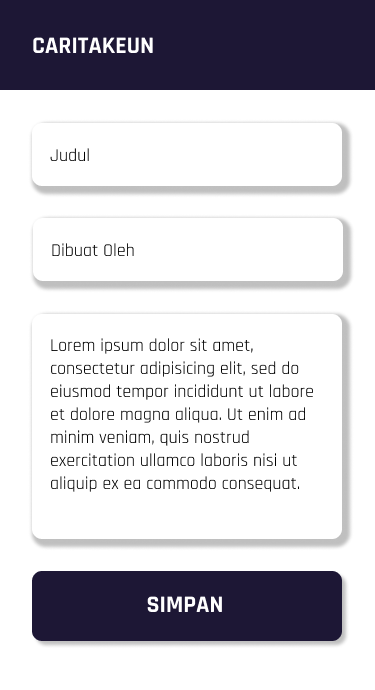 CARITAKEUN
Judul
Dibuat Oleh
Lorem ipsum dolor sit amet,
consectetur adipisicing elit, sed do
eiusmod tempor incididunt ut labore
et dolore magna aliqua. Ut enim ad
minim veniam, quis nostrud
exercitation ullamco laboris nisi ut
aliquip ex ea commodo consequat.
SIMPAN